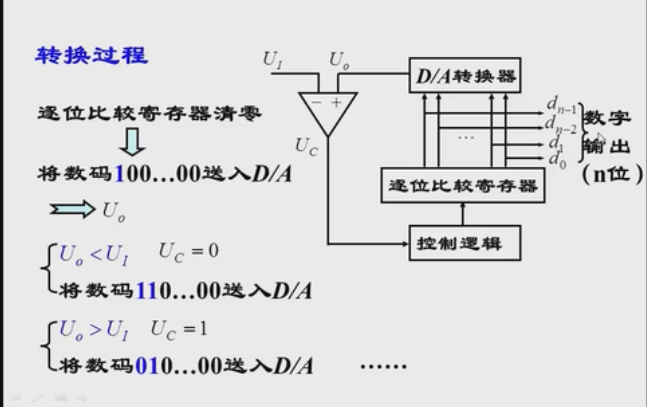 转换过程
逐位比较寄存器清零
将数码100…00送入D/A
U_o
U_o < U_I U_C = 0
将数码110…00送入D/A
U_o > U_I U_C = 1
将数码010…00送入D/A ……
U_I U_o
D/A转换器
− +
U_C
d_{n-1}
d_{n-2}
…
d_1
d_0
数字
输出
(n位)
逐位比较寄存器
控制逻辑